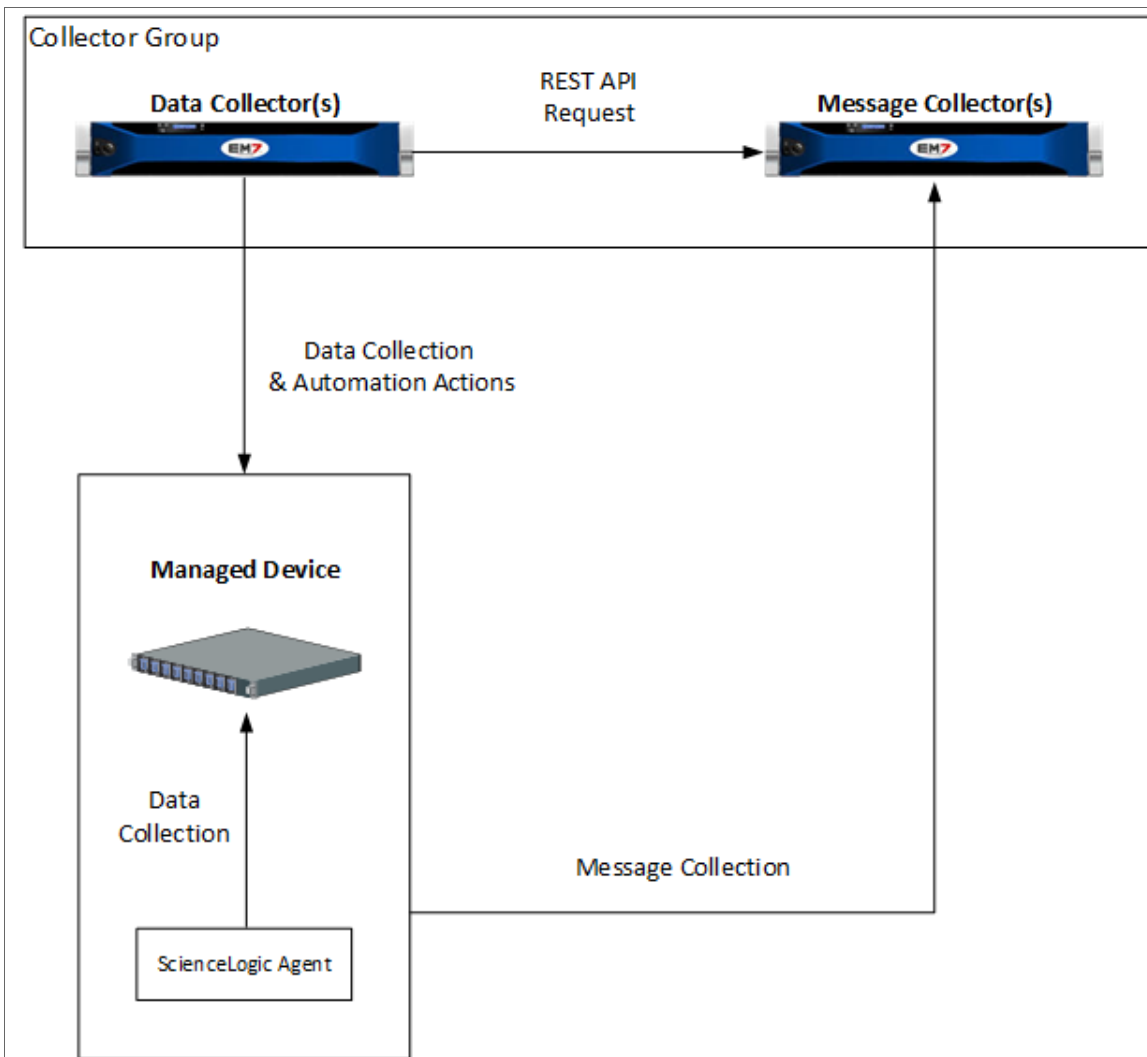 Collector Group
Data Collector(s)
REST API
Request
Message Collector(s)
EM7
EM7
Data Collection
& Automation Actions
Managed Device
Data
Collection
Message Collection
ScienceLogic Agent